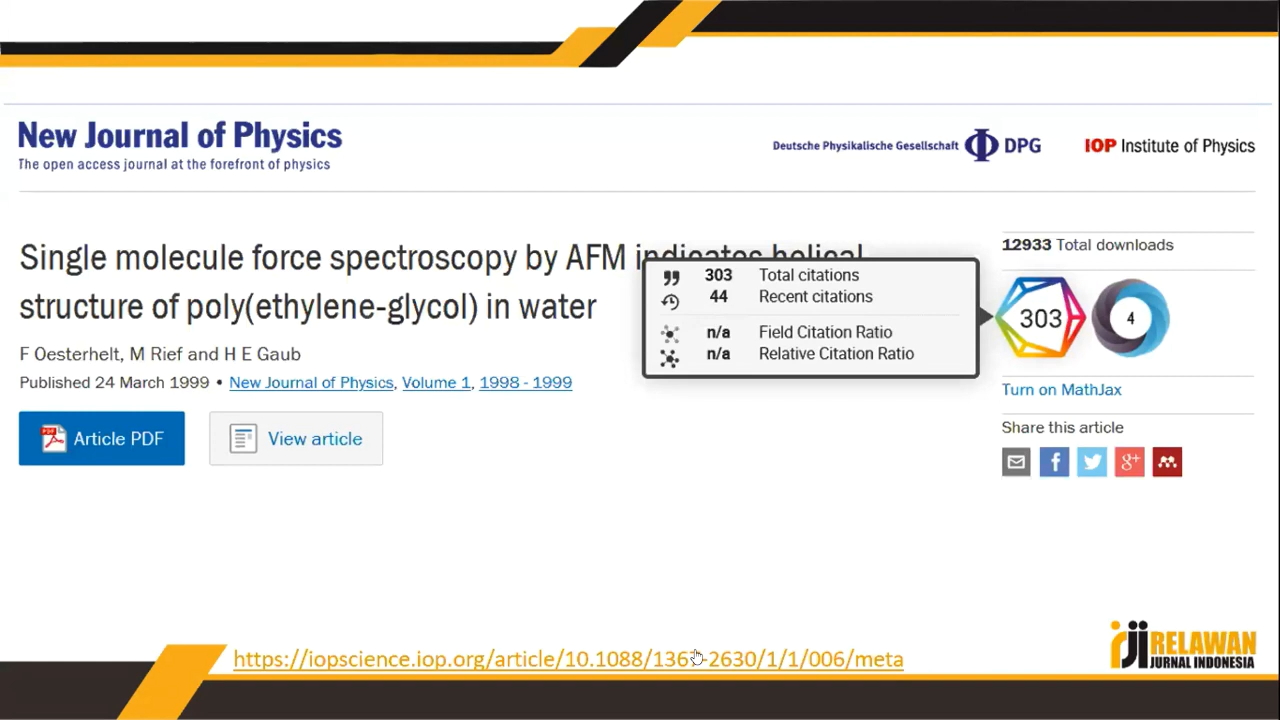 New Journal of Physics
The open access journal at the forefront of physics
Deutsche Physikalische Gesellschaft DPG
IOP Institute of Physics
Single molecule force spectroscopy by AFM indicates helical
structure of poly(ethylene-glycol) in water
F Oesterhelt, M Rief and H E Gaub
Published 24 March 1999 • New Journal of Physics, Volume 1, 1998 - 1999
Article PDF
View article
303 Total citations
44 Recent citations
n/a Field Citation Ratio
n/a Relative Citation Ratio
12933 Total downloads
303
4
Turn on MathJax
Share this article
f
g+
https://iopscience.iop.org/article/10.1088/1367-2630/1/1/006/meta
rji RELAWAN
JURNAL INDONESIA